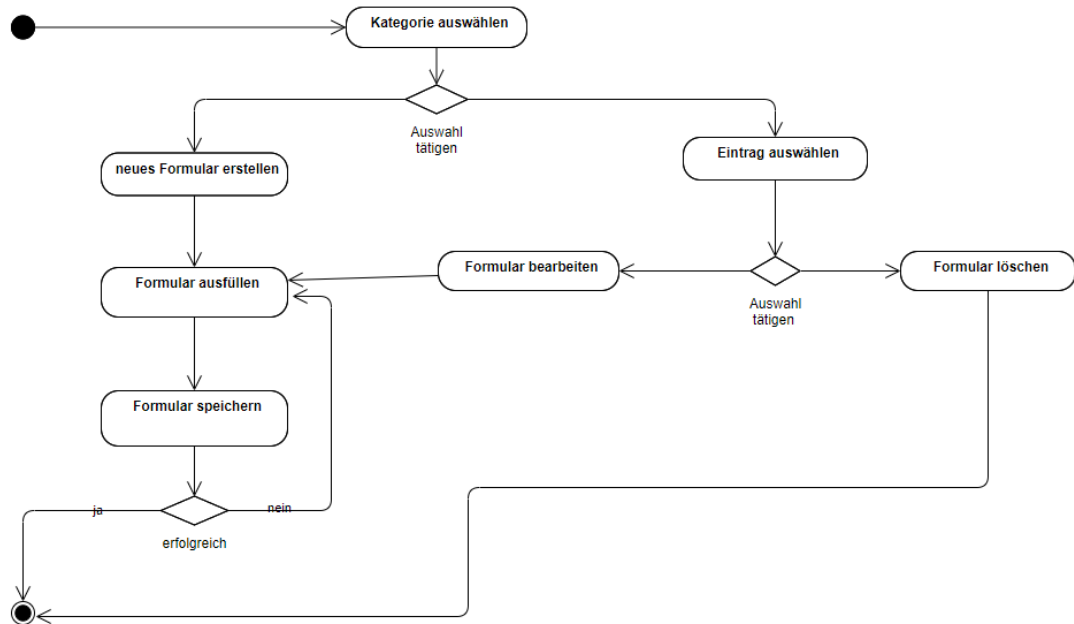 Kategorie auswählen
Auswahl
tätigen
neues Formular erstellen
Eintrag auswählen
Formular ausfüllen
Formular bearbeiten
Formular löschen
Auswahl
tätigen
Formular speichern
ja
nein
erfolgreich